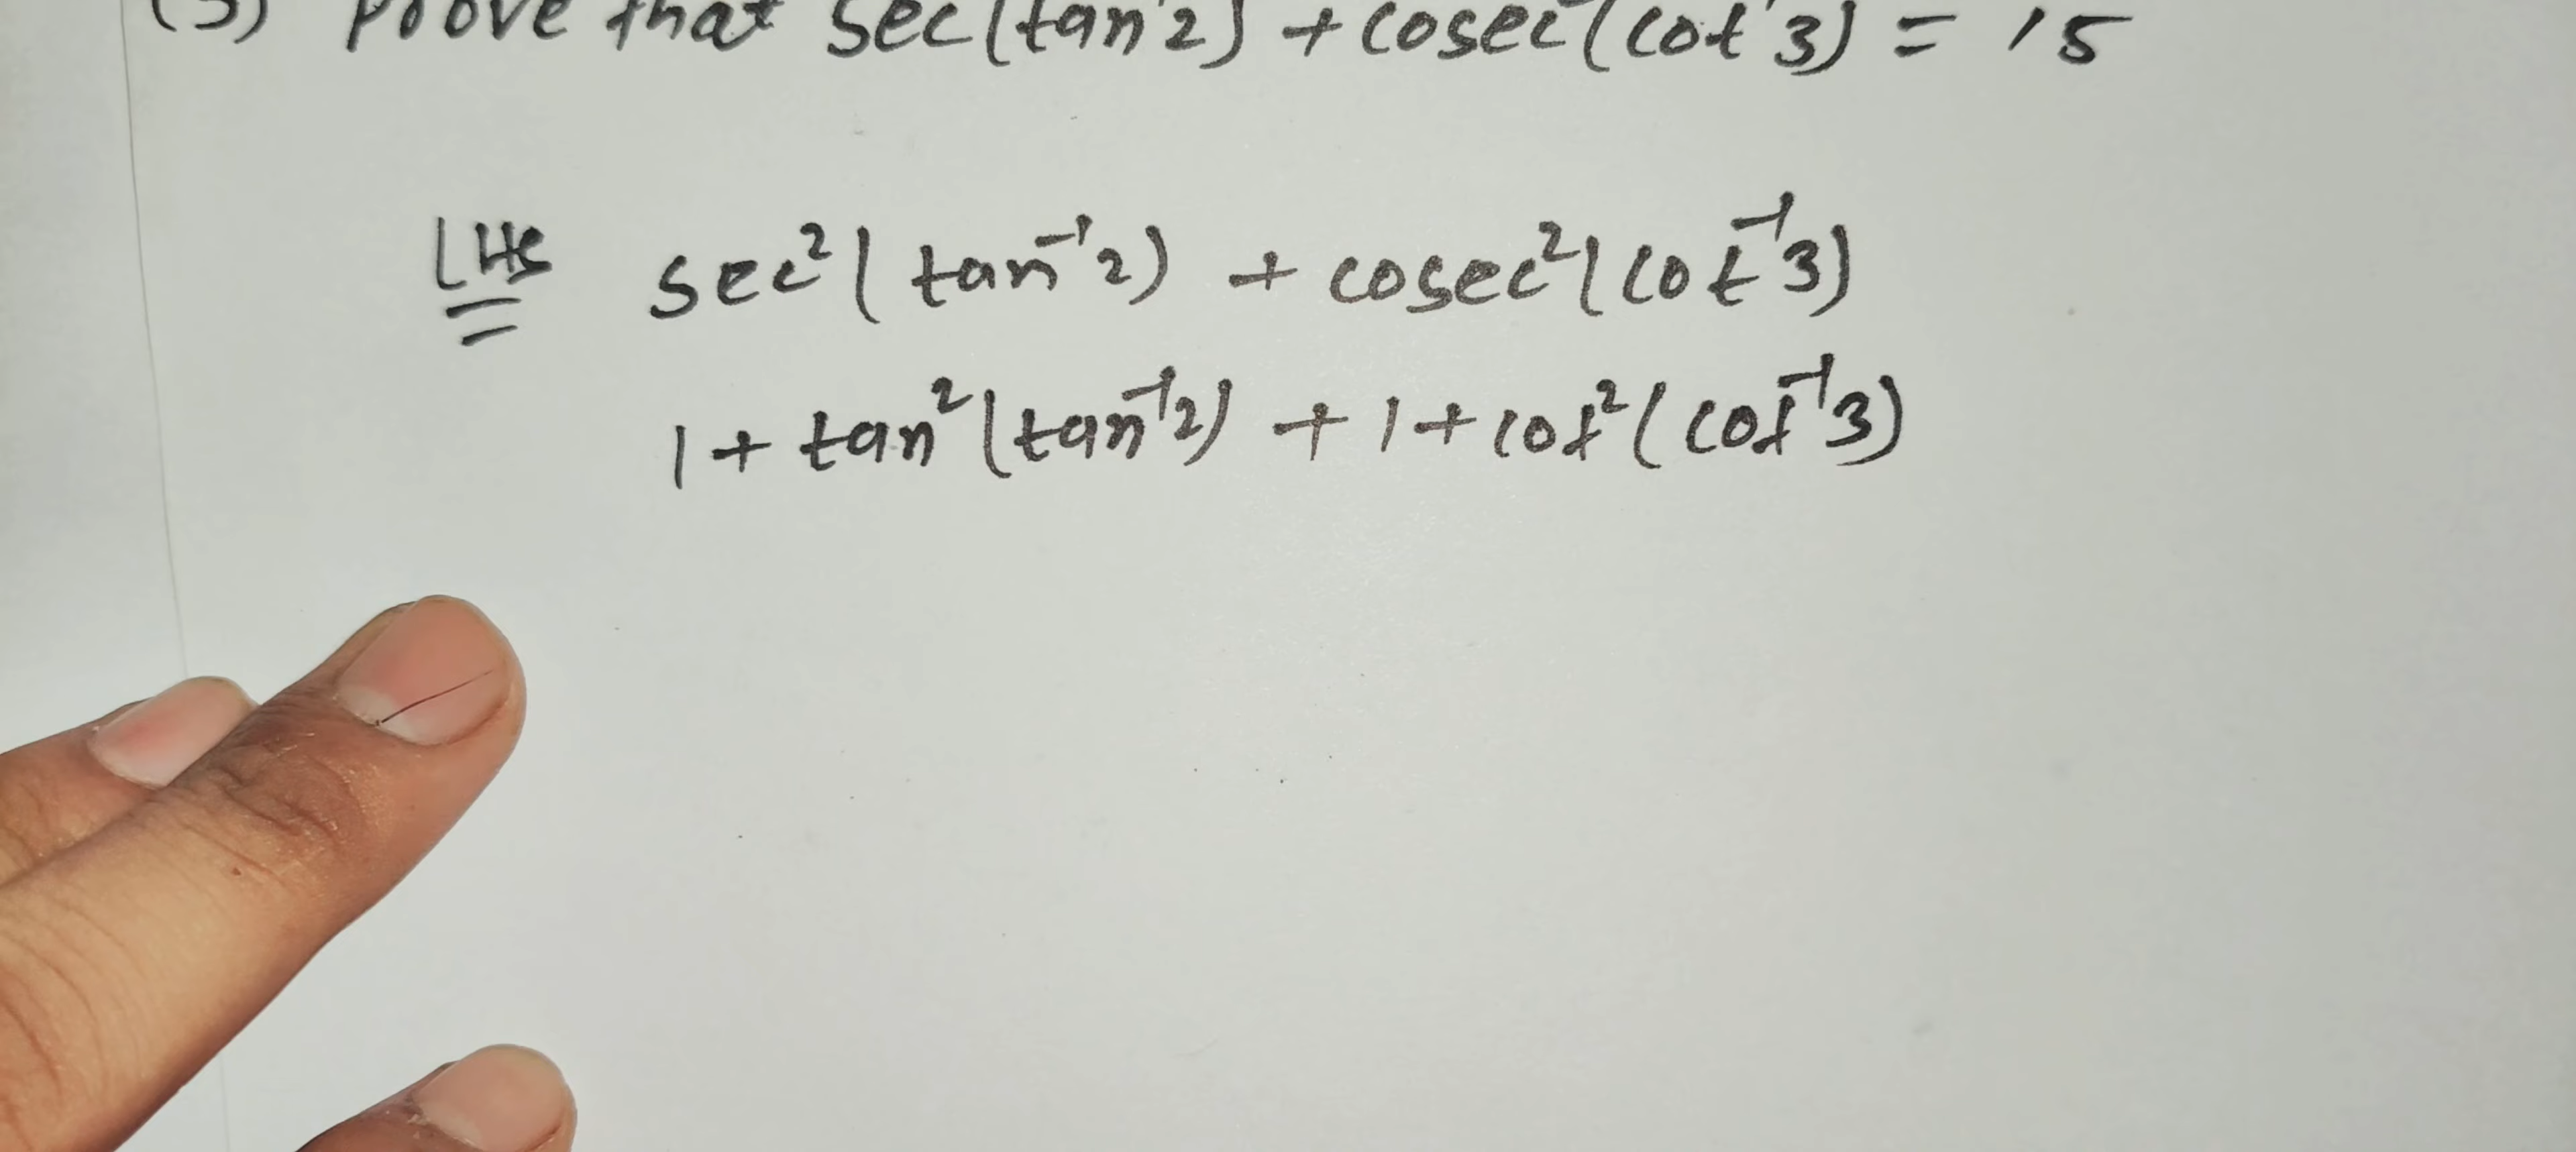 (3) Prove that sec²(tan⁻¹2) + cosec²(cot⁻¹3) = 15
LHS sec²(tan⁻¹2) + cosec²(cot⁻¹3)
1 + tan²(tan⁻¹2) + 1 + cot²(cot⁻¹3)